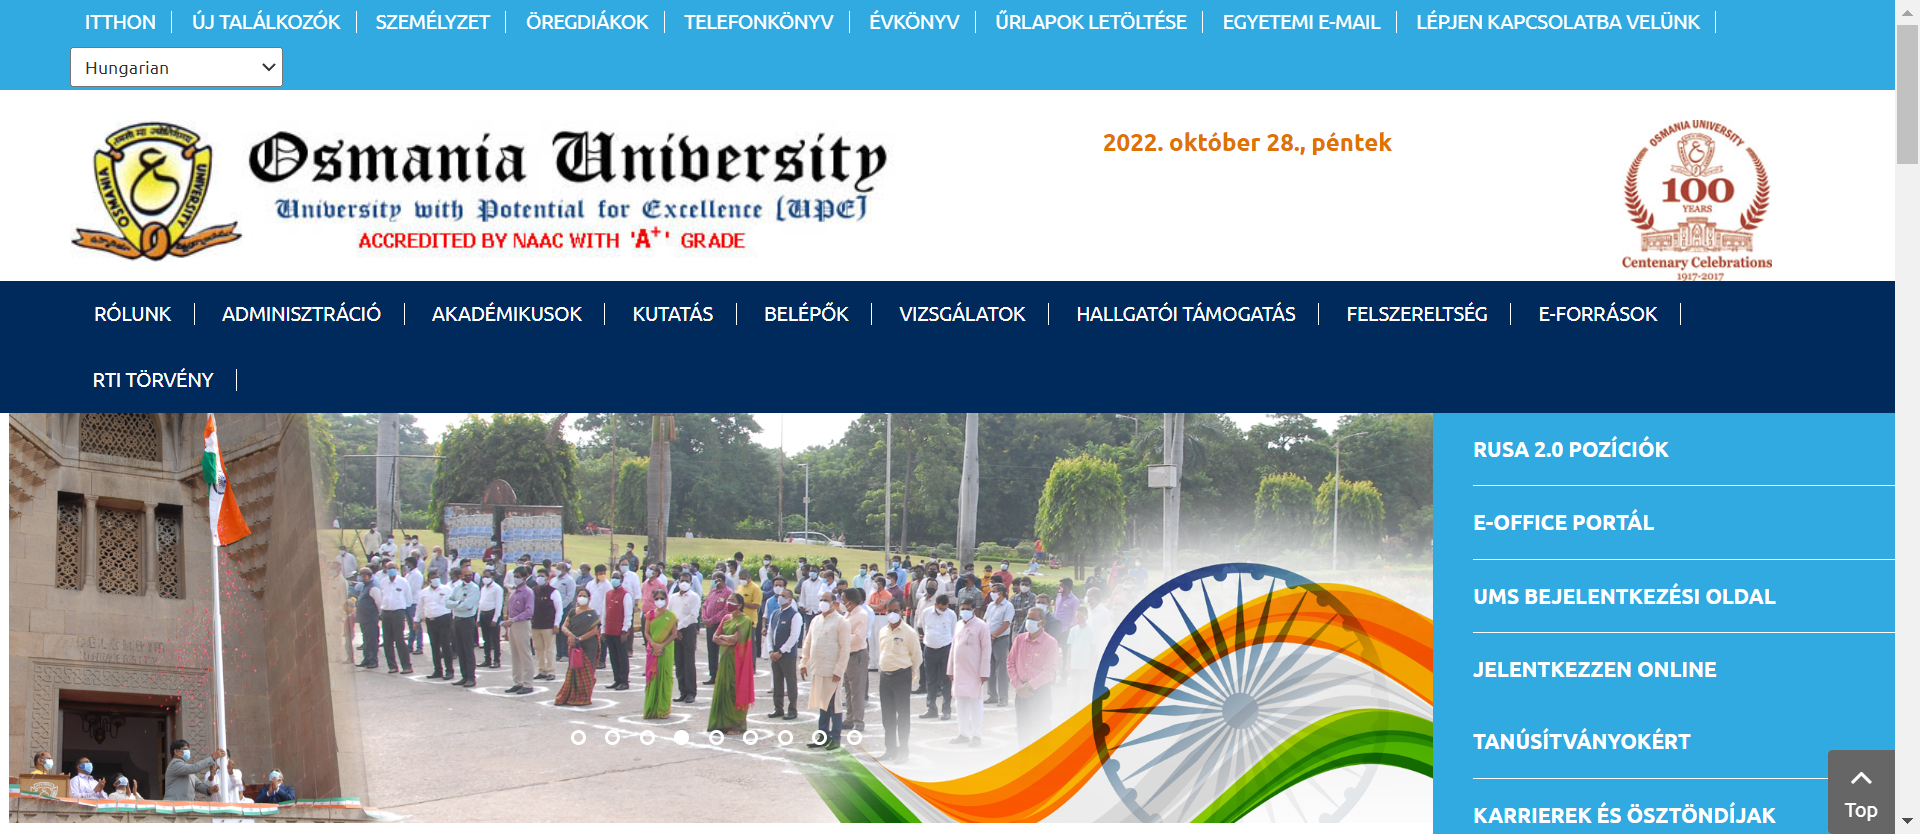 ITTHON ÚJ TALÁLKOZÓK SZEMÉLYZET ÖREGDIÁKOK TELEFONKÖNYV ÉVKÖNYV ŰRLAPOK LETÖLTÉSE EGYETEMI E-MAIL LÉPJEN KAPCSOLATBA VELÜNK
Hungarian
OSMANIA UNIVERSITY
Osmania University
University with Potential for Excellence [UPE]
ACCREDITED BY NAAC WITH 'A+' GRADE
2022. október 28., péntek
OSMANIA UNIVERSITY
100
YEARS
Centenary Celebrations
1917-2017
RÓLUNK ADMINISZTRÁCIÓ AKADÉMIKUSOK KUTATÁS BELÉPŐK VIZSGÁLATOK HALLGATÓI TÁMOGATÁS FELSZERELTSÉG E-FORRÁSOK
RTI TÖRVÉNY
RUSA 2.0 POZÍCIÓK
E-OFFICE PORTÁL
UMS BEJELENTKEZÉSI OLDAL
JELENTKEZZEN ONLINE
TANÚSÍTVÁNYOKÉRT
KARRIEREK ÉS ÖSZTÖNDÍJAK
Top